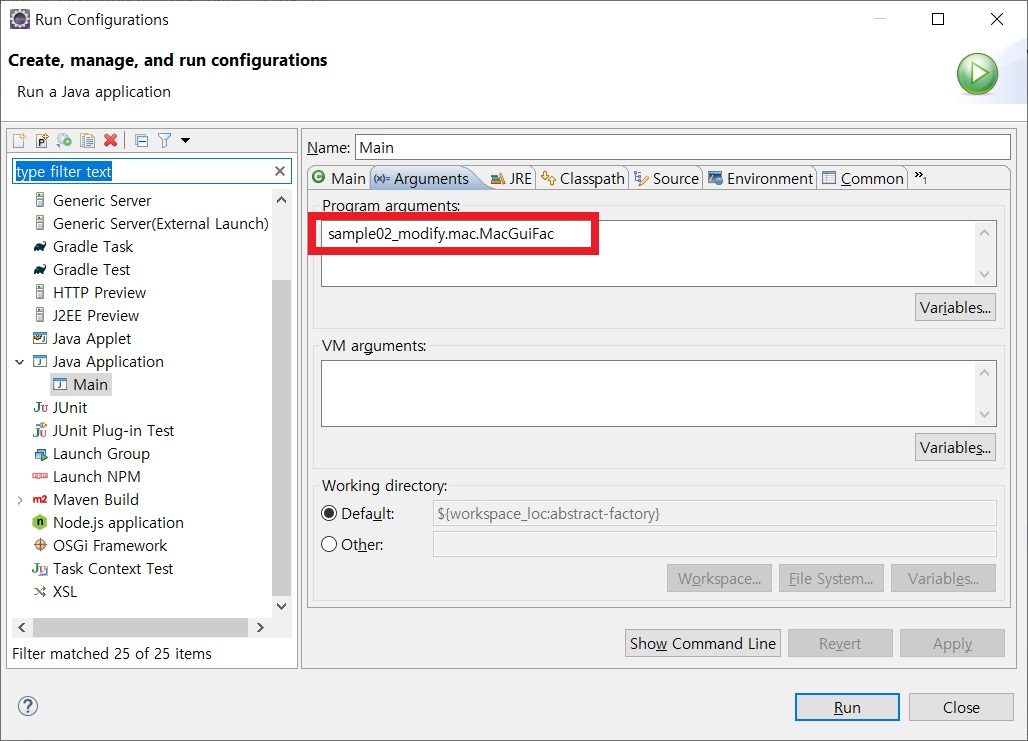 Run Configurations
Create, manage, and run configurations
Run a Java application
type filter text
Generic Server
Generic Server(External Launch)
Gradle Task
Gradle Test
HTTP Preview
J2EE Preview
Java Applet
Java Application
Main
JUnit
JUnit Plug-in Test
Launch Group
Launch NPM
Maven Build
Node.js application
OSGi Framework
Task Context Test
XSL
Filter matched 25 of 25 items
Name: Main
Main Arguments JRE Classpath Source Environment Common »1
Program arguments:
sample02_modify.mac.MacGuiFac
Variables...
VM arguments:
Variables...
Working directory:
Default: ${workspace_loc:abstract-factory}
Other:
Workspace... File System... Variables...
Show Command Line Revert Apply
Run Close